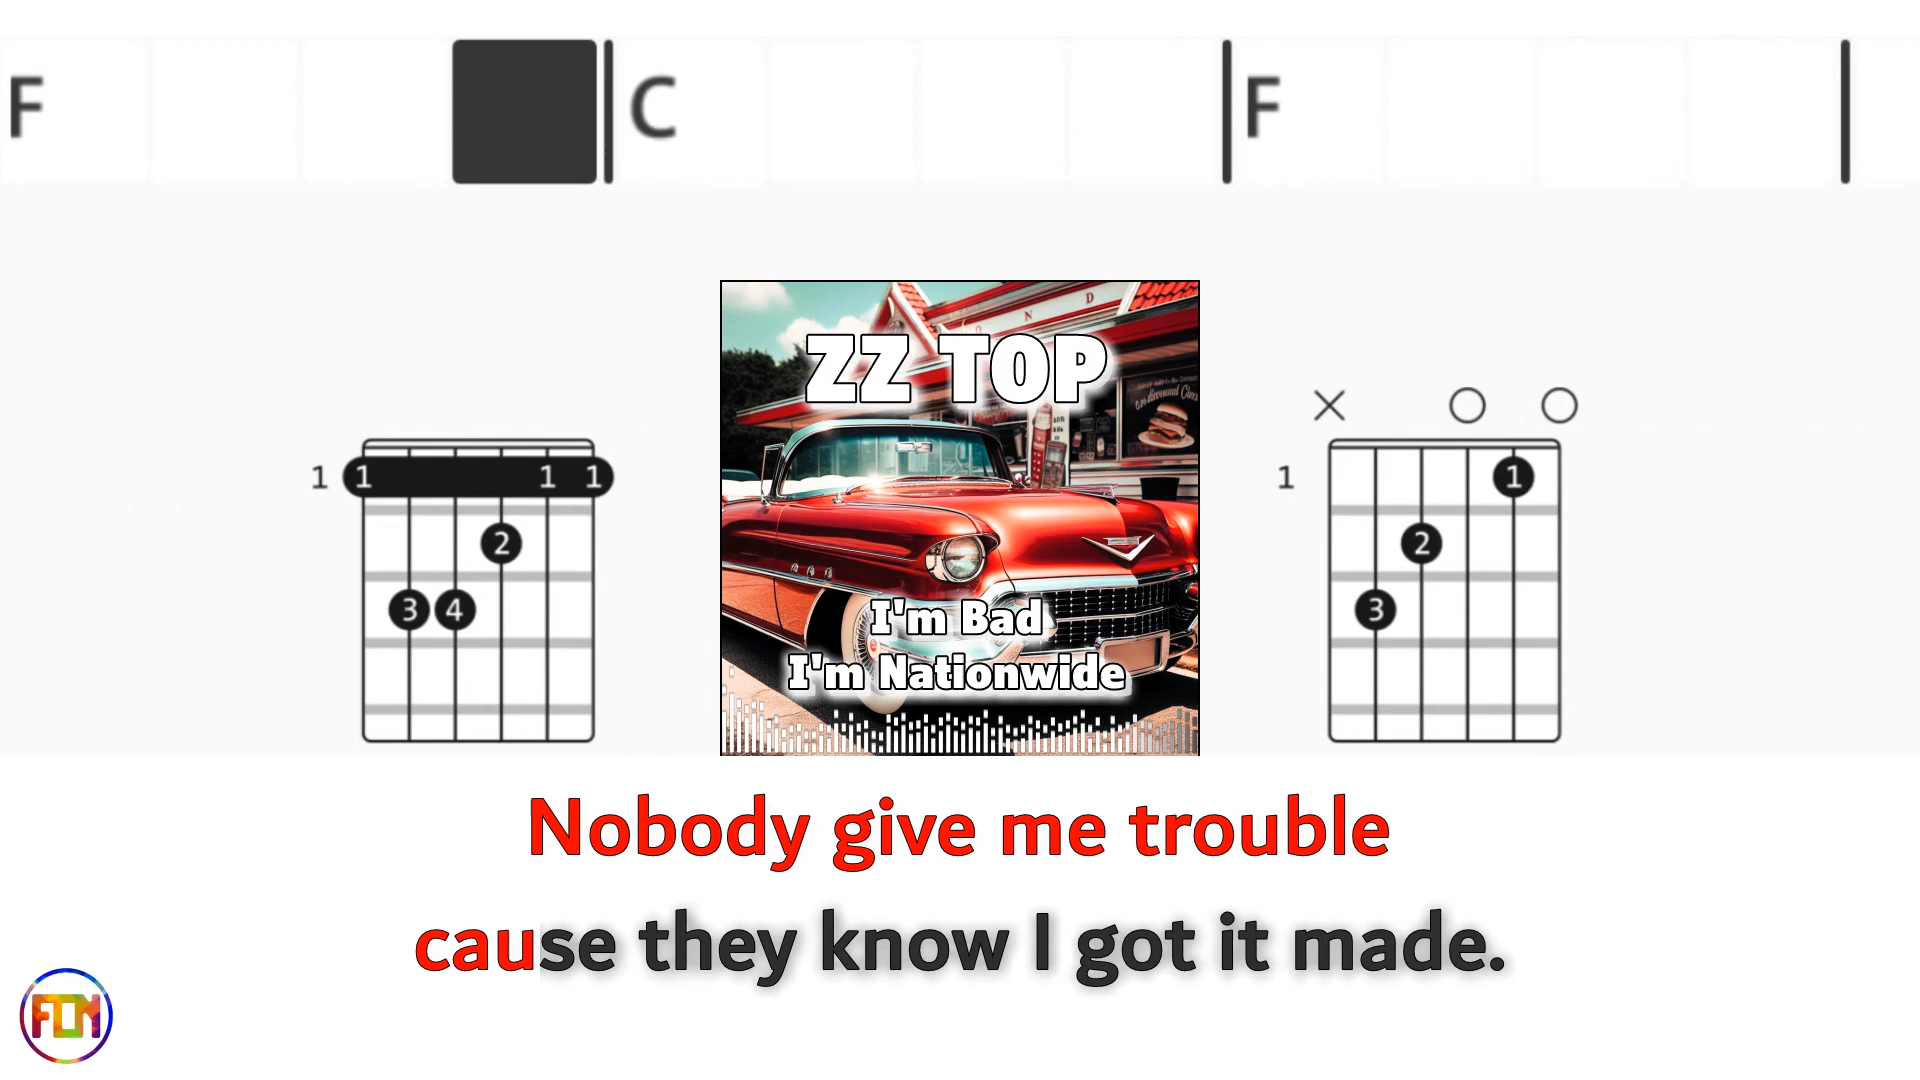 F C F
N D
ZZ TOP
1 1 1 1
2
3 4
1 1
2
3
I'm Bad
I'm Nationwide
Nobody give me trouble
cause they know I got it made.